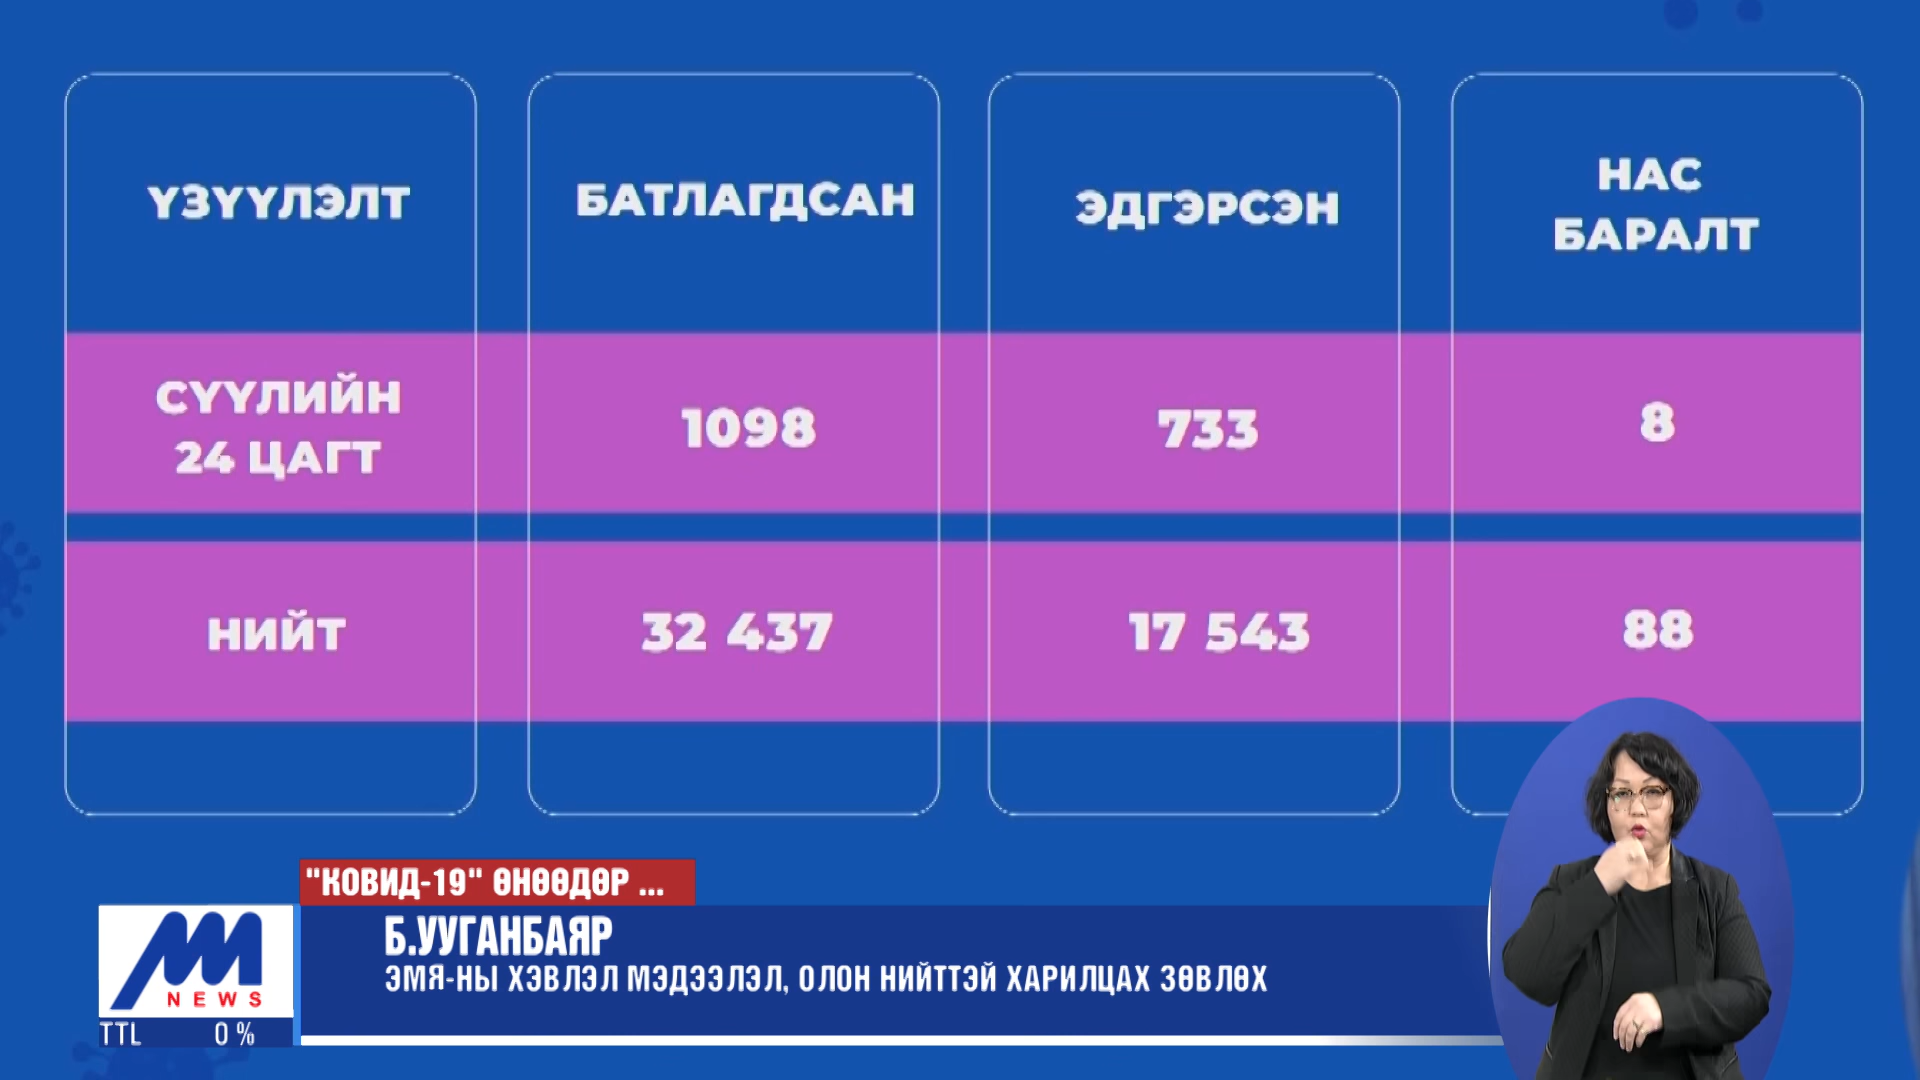 ҮЗҮҮЛЭЛТ
БАТЛАГДСАН
ЭДГЭРСЭН
НАС
БАРАЛТ
СҮҮЛИЙН
24 ЦАГТ
1098
733
8
НИЙТ
32 437
17 543
88
"КОВИД-19" ӨНӨӨДӨР ...
Б.УУГАНБАЯР
ЭМЯ-НЫ ХЭВЛЭЛ МЭДЭЭЛЭЛ, ОЛОН НИЙТТЭЙ ХАРИЛЦАХ ЗӨВЛӨХ
NEWS
TTL 0 %